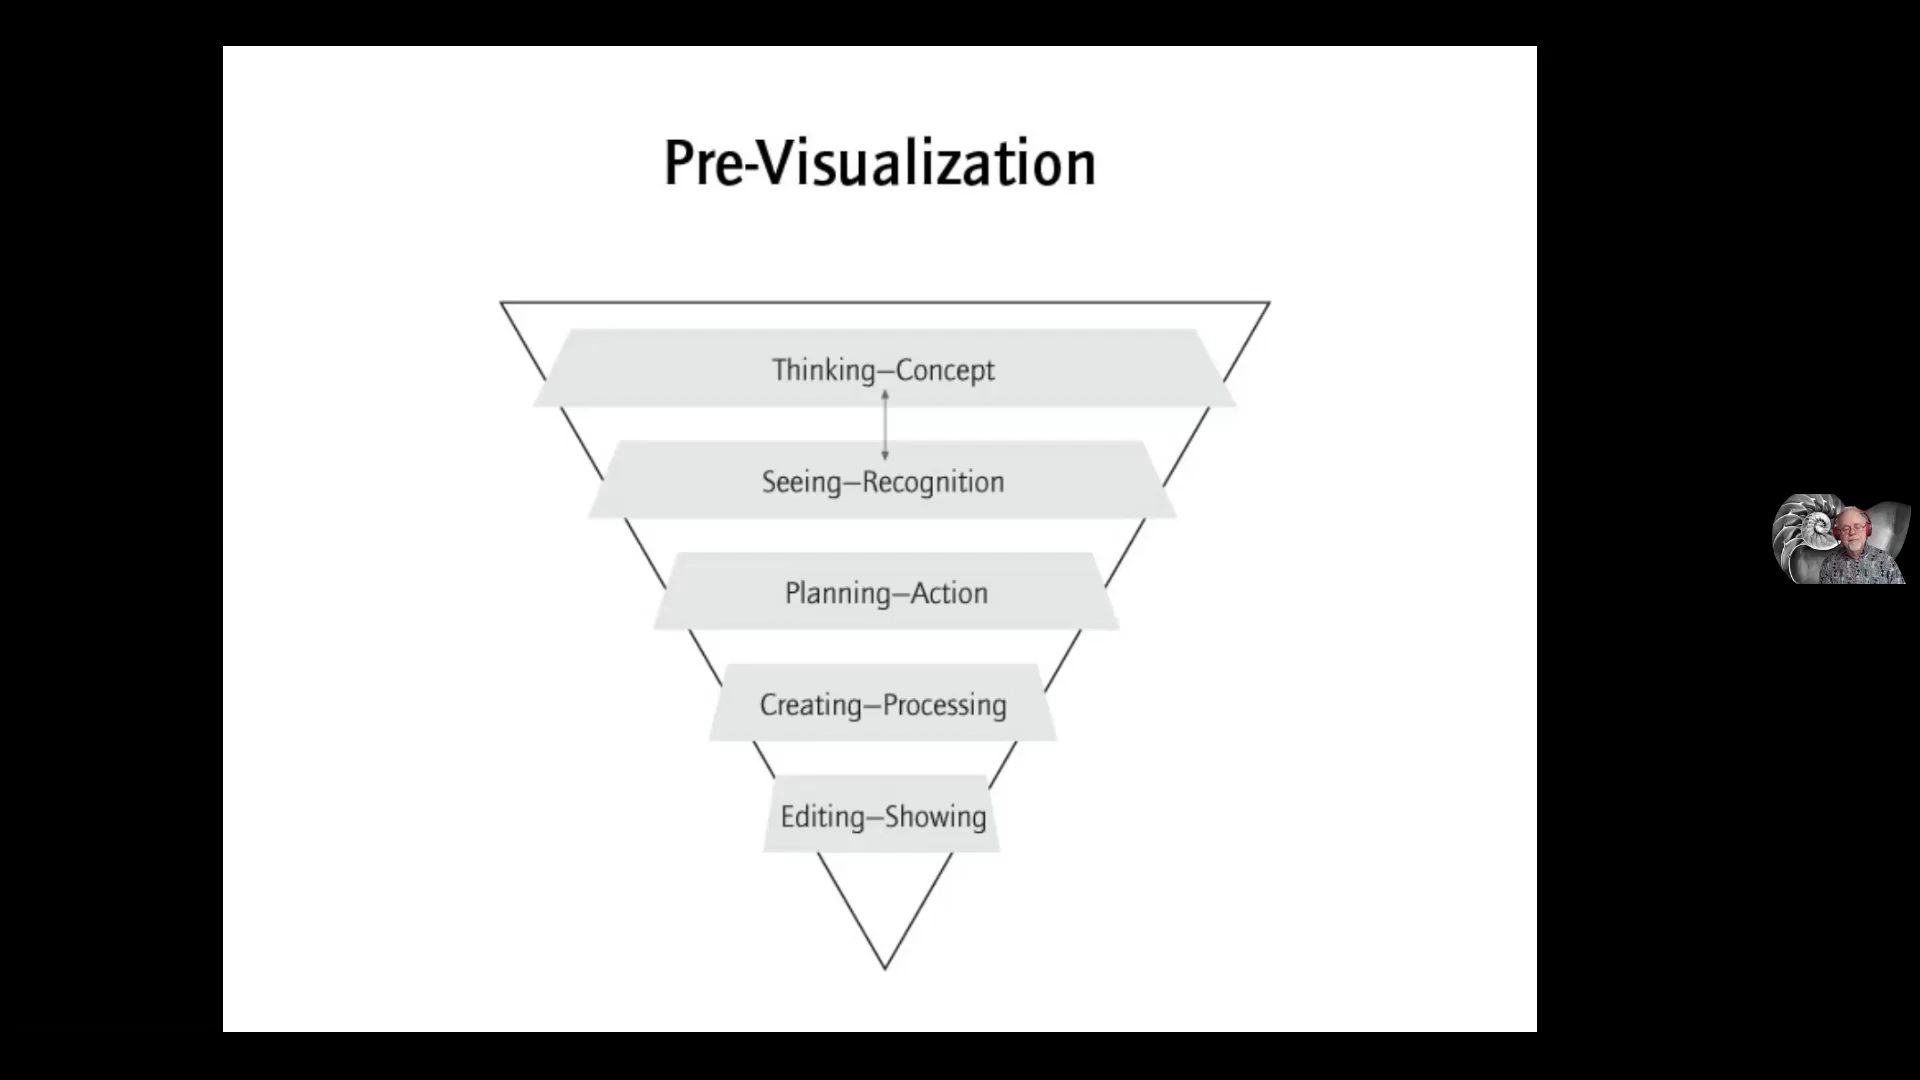 Pre-Visualization
Thinking—Concept
Seeing—Recognition
Planning—Action
Creating—Processing
Editing—Showing